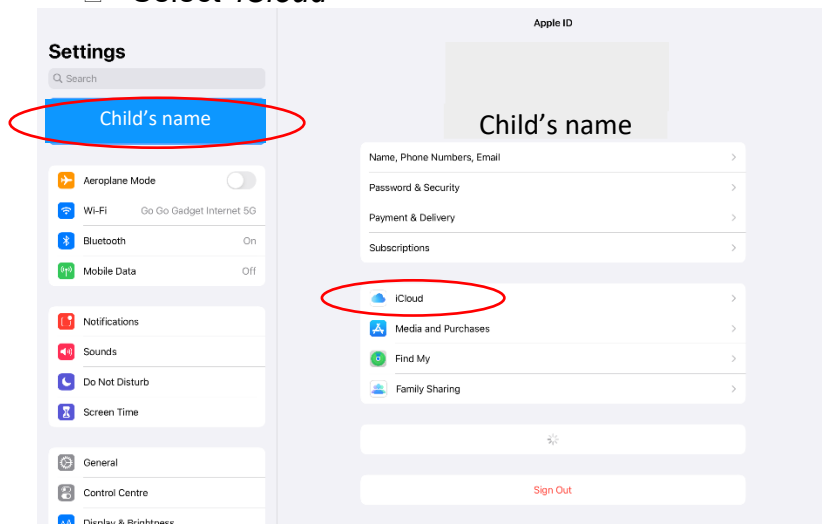 Select iCloud
Apple ID
Settings
Search
Child's name
Child's name
Name, Phone Numbers, Email
Aeroplane Mode
Password & Security
Wi-Fi Go Go Gadget Internet 5G
Payment & Delivery
Bluetooth On
Subscriptions
Mobile Data Off
iCloud
Notifications
Media and Purchases
Sounds
Find My
Do Not Disturb
Family Sharing
Screen Time
General
Sign Out
Control Centre
Display & Brightness